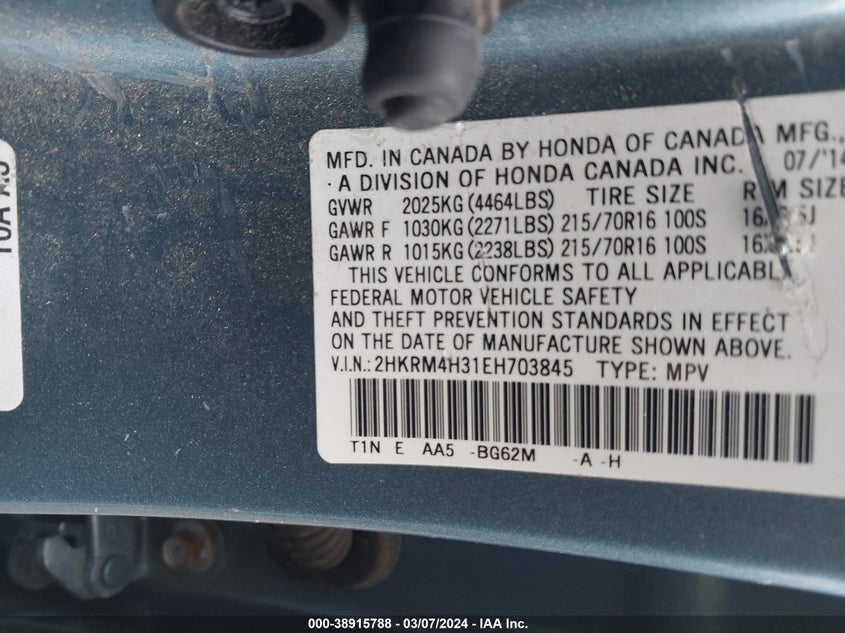 MFD. IN CANADA BY HONDA OF CANADA MFG.,
· A DIVISION OF HONDA CANADA INC. 07/'14
GVWR 2025KG (4464LBS) TIRE SIZE RIM SIZE
GAWR F 1030KG (2271LBS) 215/70R16 100S
GAWR R 1015KG (2238LBS) 215/70R16 100S
THIS VEHICLE CONFORMS TO ALL APPLICABLE
FEDERAL MOTOR VEHICLE SAFETY
AND THEFT PREVENTION STANDARDS IN EFFECT
ON THE DATE OF MANUFACTURE SHOWN ABOVE.
V.I.N.: 2HKRM4H31EH703845 TYPE: MPV
T1N E AA5 -BG62M -A -H
000-38915788 - 03/07/2024 - IAA Inc.